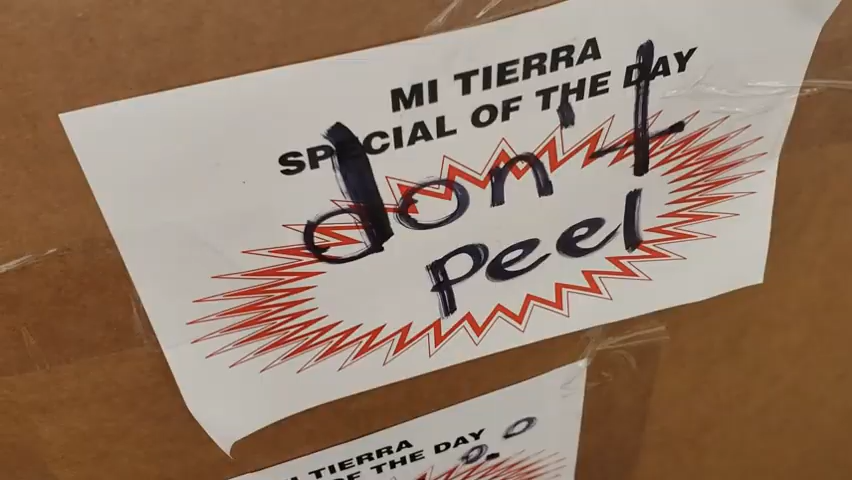 MI TIERRA
SPECIAL OF THE DAY
don't
Peel
MI TIERRA
OF THE DAY